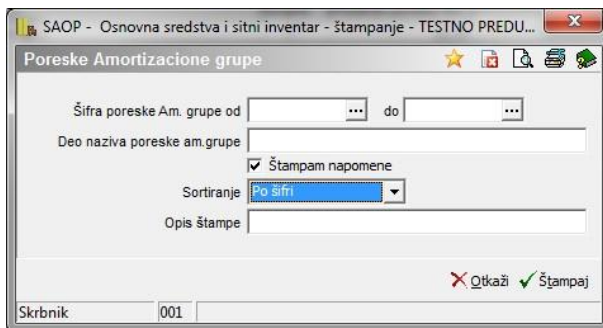 SAOP - Osnovna sredstva i sitni inventar - štampanje - TESTNO PREDU...
Poreske Amortizacione grupe
Šifra poreske Am. grupe od ... do ...
Deo naziva poreske am.grupe
Štampam napomene
Sortiranje Po šifri
Opis štampe
Otkaži Štampaj
Skrbnik 001